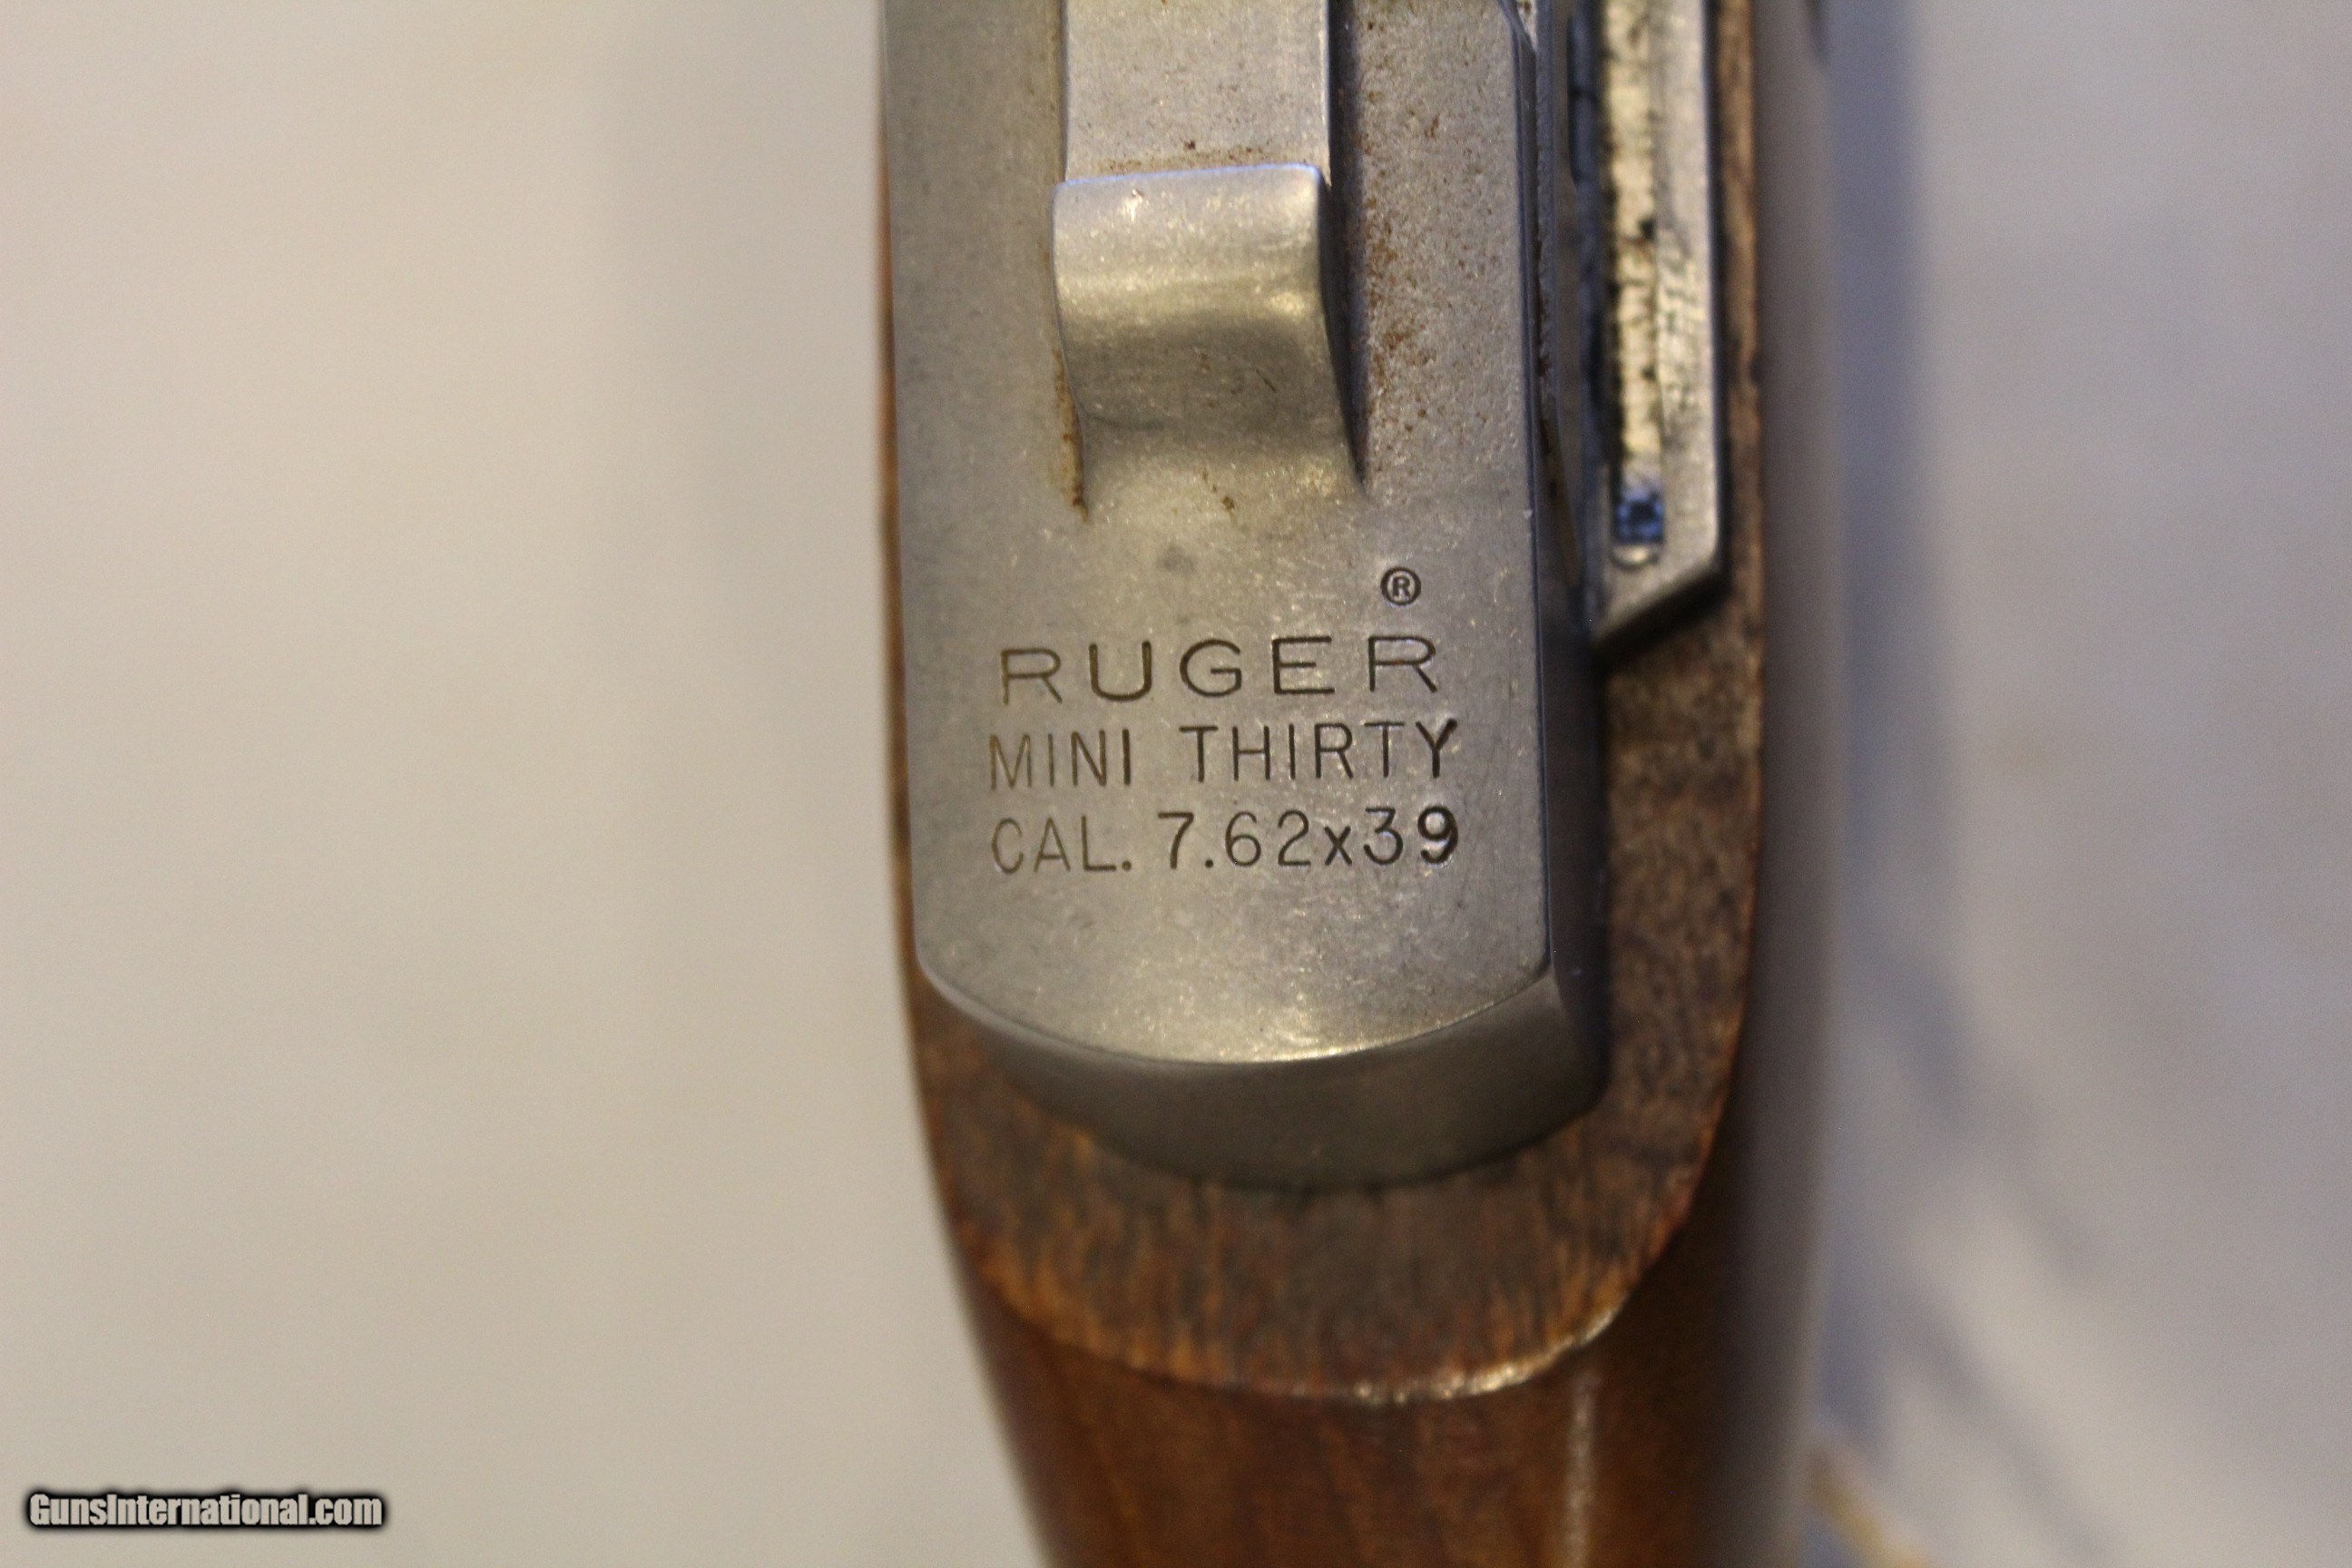 ®
RUGER
MINI THIRTY
CAL. 7.62x39
GunsInternational.com